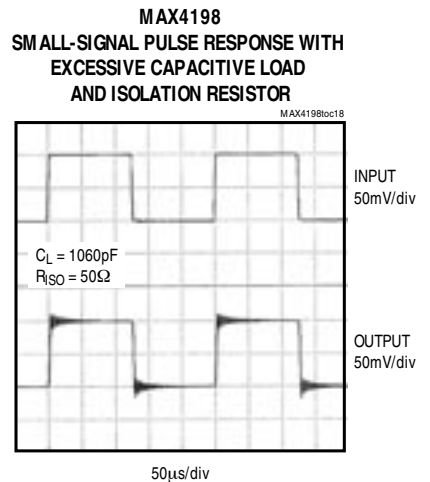 MAX4198
SMALL-SIGNAL PULSE RESPONSE WITH
EXCESSIVE CAPACITIVE LOAD
AND ISOLATION RESISTOR
MAX4198toc18
INPUT
50mV/div
CL = 1060pF
RISO = 50Ω
OUTPUT
50mV/div
50µs/div